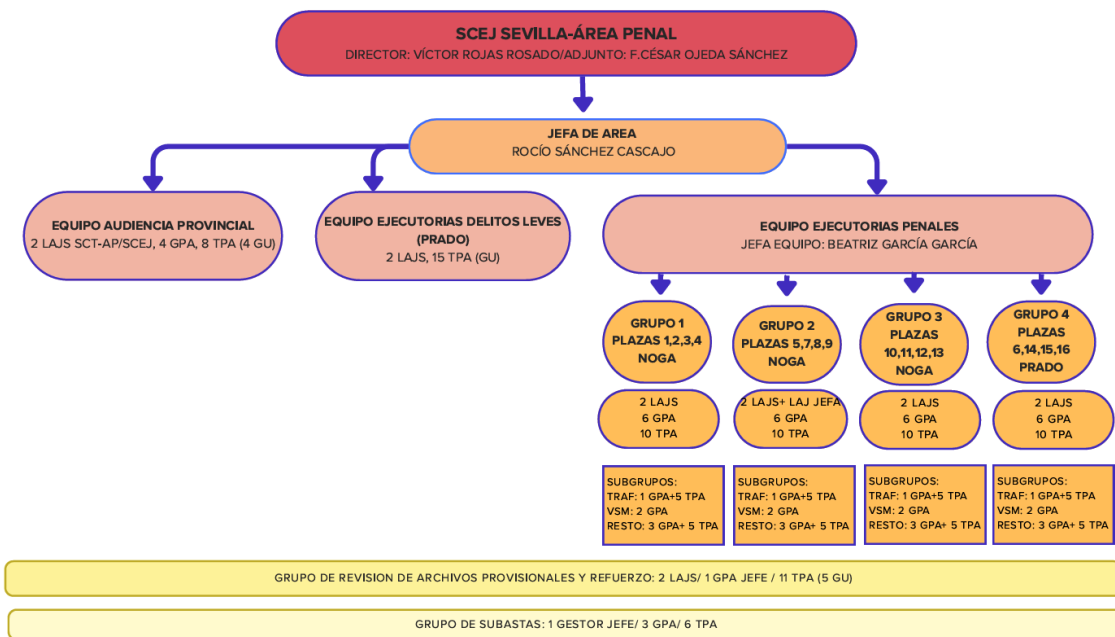 SCEJ SEVILLA-ÁREA PENAL
DIRECTOR: VÍCTOR ROJAS ROSADO/ADJUNTO: F.CÉSAR OJEDA SÁNCHEZ
JEFA DE AREA
ROCÍO SÁNCHEZ CASCAJO
EQUIPO AUDIENCIA PROVINCIAL
2 LAJS SCT-AP/SCEJ, 4 GPA, 8 TPA (4 GU)
EQUIPO EJECUTORIAS DELITOS LEVES
(PRADO)
2 LAJS, 15 TPA (GU)
EQUIPO EJECUTORIAS PENALES
JEFA EQUIPO: BEATRIZ GARCÍA GARCÍA
GRUPO 1
PLAZAS 1,2,3,4
NOGA
2 LAJS
6 GPA
10 TPA
SUBGRUPOS:
TRAF: 1 GPA+5 TPA
VSM: 2 GPA
RESTO: 3 GPA+ 5 TPA
GRUPO 2
PLAZAS 5,7,8,9
NOGA
2 LAJS+ LAJ JEFA
6 GPA
10 TPA
SUBGRUPOS:
TRAF: 1 GPA+5 TPA
VSM: 2 GPA
RESTO: 3 GPA+ 5 TPA
GRUPO 3
PLAZAS
10,11,12,13
NOGA
2 LAJS
6 GPA
10 TPA
SUBGRUPOS:
TRAF: 1 GPA+5 TPA
VSM: 2 GPA
RESTO: 3 GPA+ 5 TPA
GRUPO 4
PLAZAS
6,14,15,16
PRADO
2 LAJS
6 GPA
10 TPA
SUBGRUPOS:
TRAF: 1 GPA+5 TPA
VSM: 2 GPA
RESTO: 3 GPA+ 5 TPA
GRUPO DE REVISION DE ARCHIVOS PROVISIONALES Y REFUERZO: 2 LAJS/ 1 GPA JEFE / 11 TPA (5 GU)
GRUPO DE SUBASTAS: 1 GESTOR JEFE/ 3 GPA/ 6 TPA